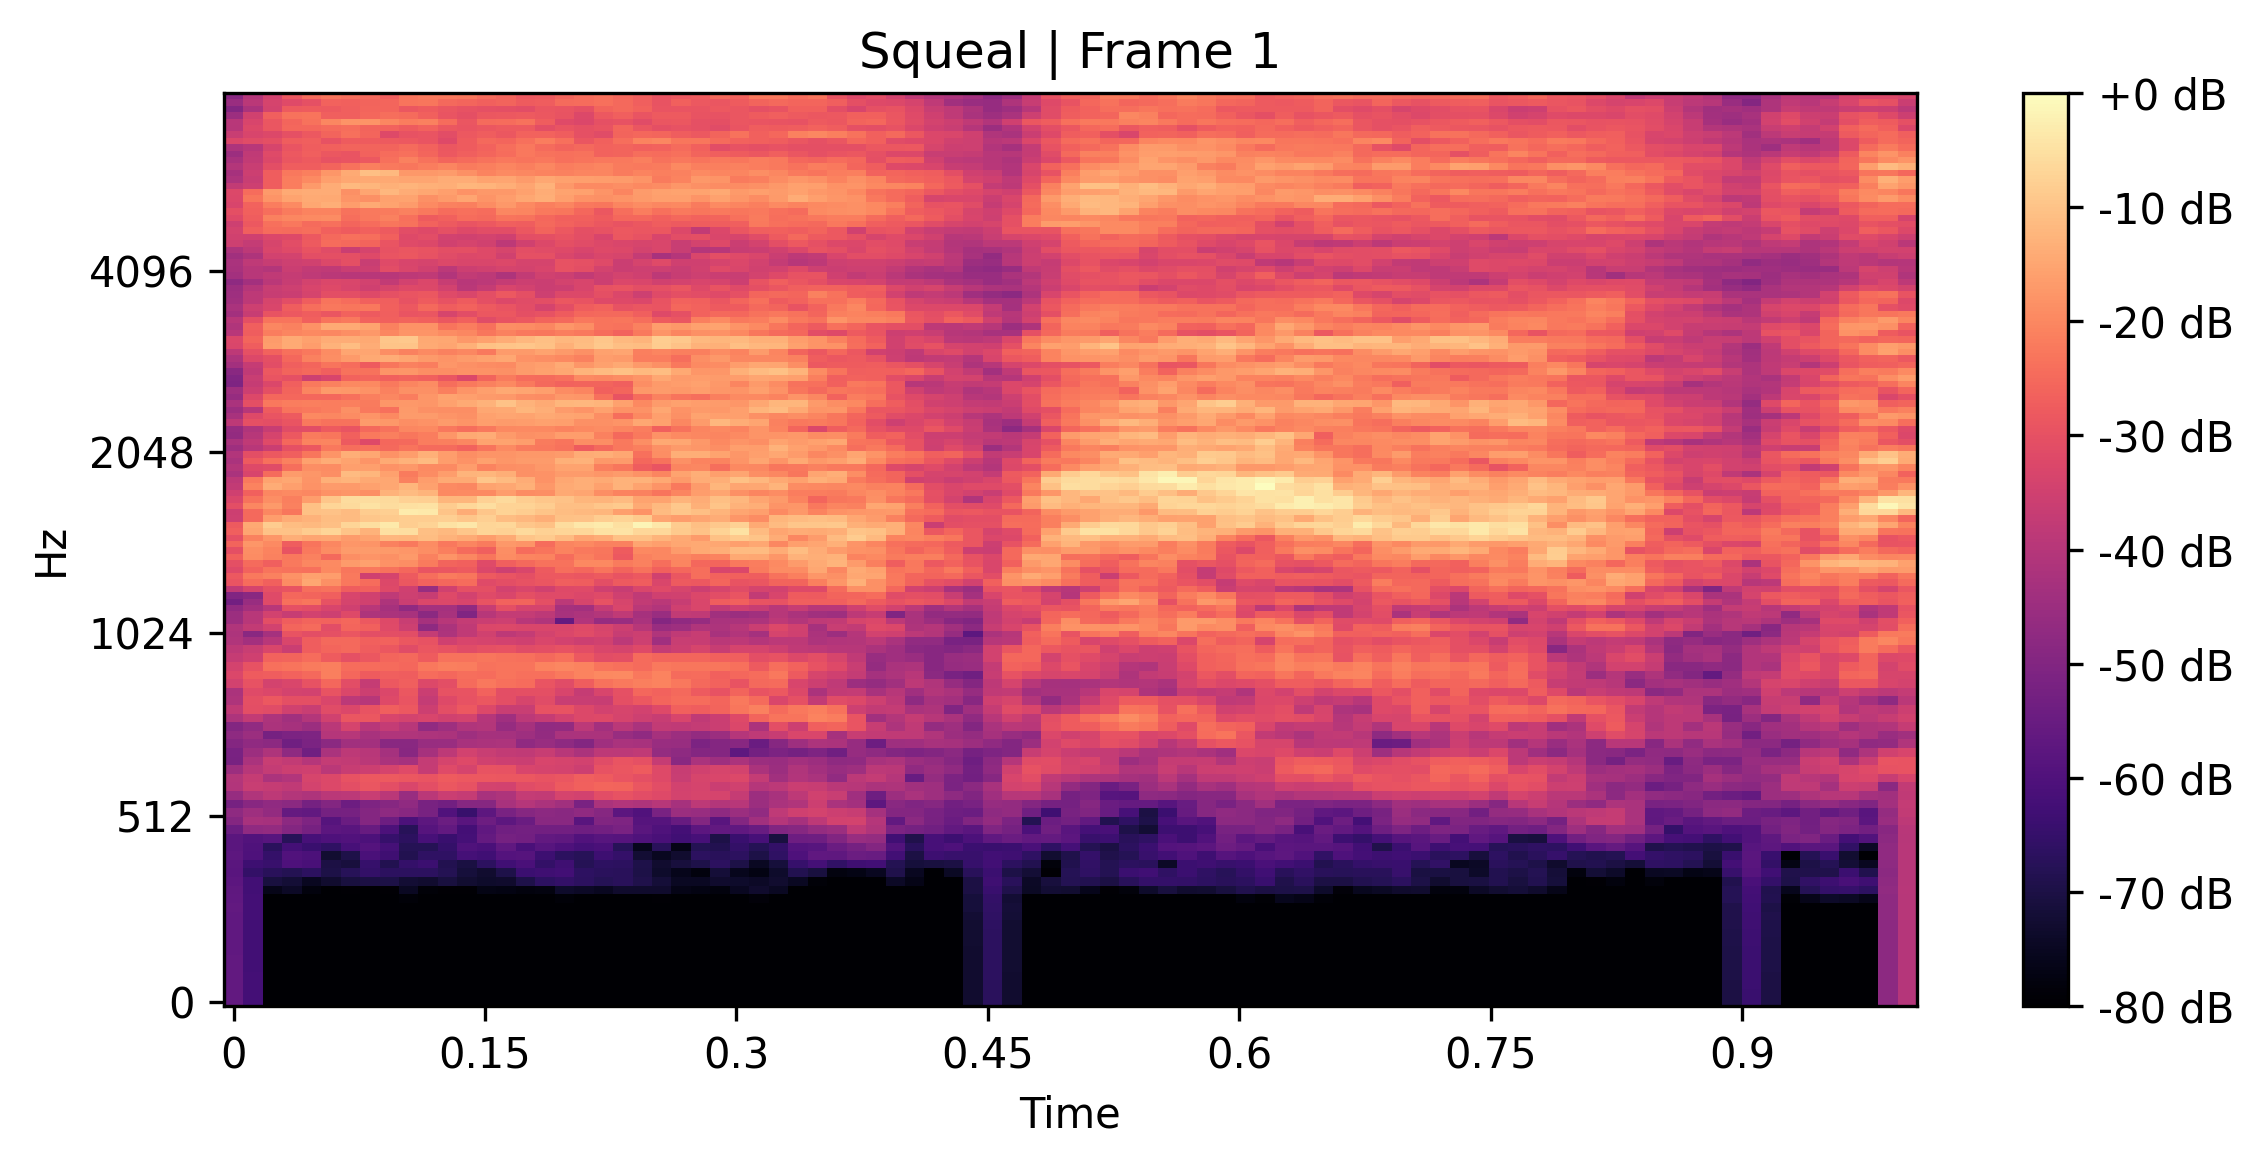 Squeal | Frame 1
+0 dB
-10 dB
-20 dB
-30 dB
-40 dB
-50 dB
-60 dB
-70 dB
-80 dB
4096
2048
1024
512
0
Hz
0 0.15 0.3 0.45 0.6 0.75 0.9
Time